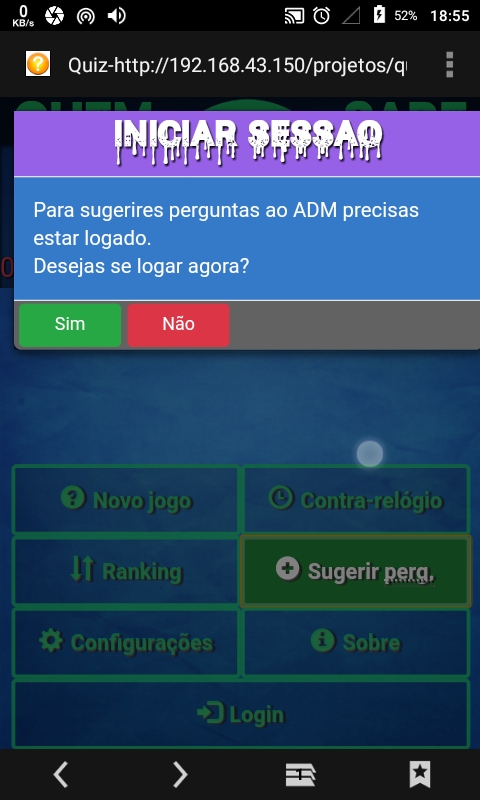 0
KB/s
52%
18:55
Quiz-http://192.168.43.150/projetos/q
INICIAR SESSAO
Para sugerires perguntas ao ADM precisas
estar logado.
Desejas se logar agora?
Sim
Não
Novo jogo
Contra-relógio
Ranking
Sugerir perg.
Configurações
Sobre
Login
1